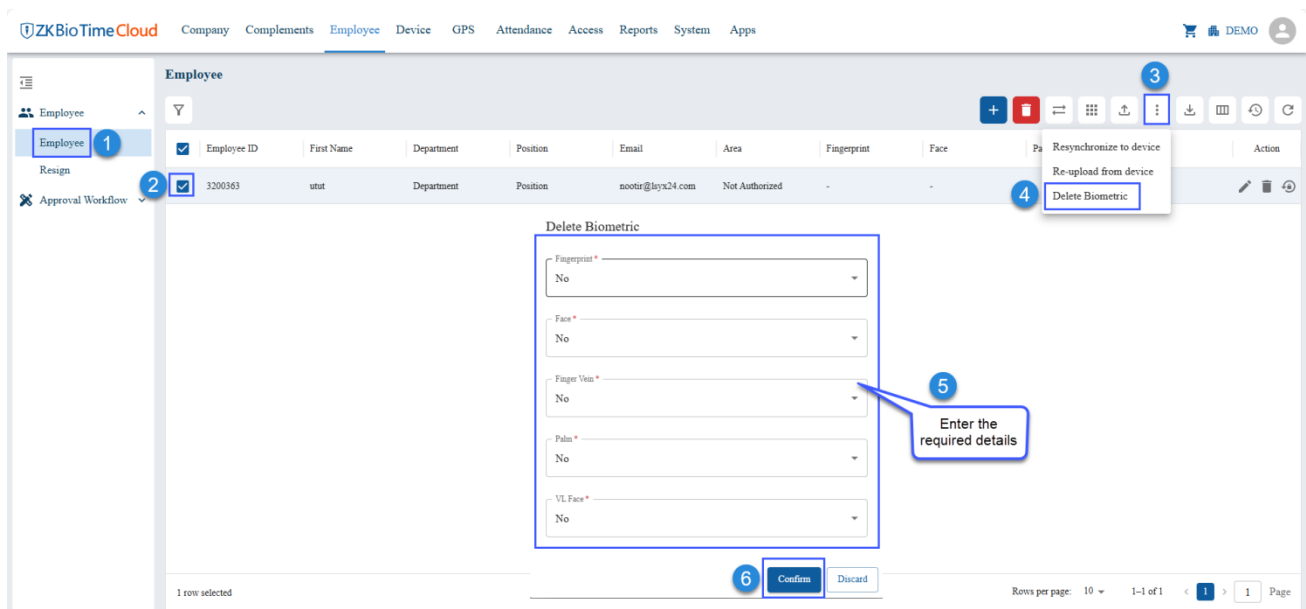 ZKBioTime Cloud Company Complements Employee Device GPS Attendance Access Reports System Apps DEMO
Employee
3
Employee
Employee 1
Resign
Approval Workflow
Employee ID First Name Department Position Email Area Fingerprint Face Pa Action
2 3200363 utut Department Position nootir@lsyx24.com Not Authorized - -
Resynchronize to device
Re-upload from device
4 Delete Biometric
Delete Biometric
Fingerprint *
No
Face *
No
Finger Vein *
No
Palm *
No
VL Face *
No
5
Enter the
required details
6 Confirm Discard
1 row selected Rows per page: 10 1–1 of 1 < 1 > 1 Page